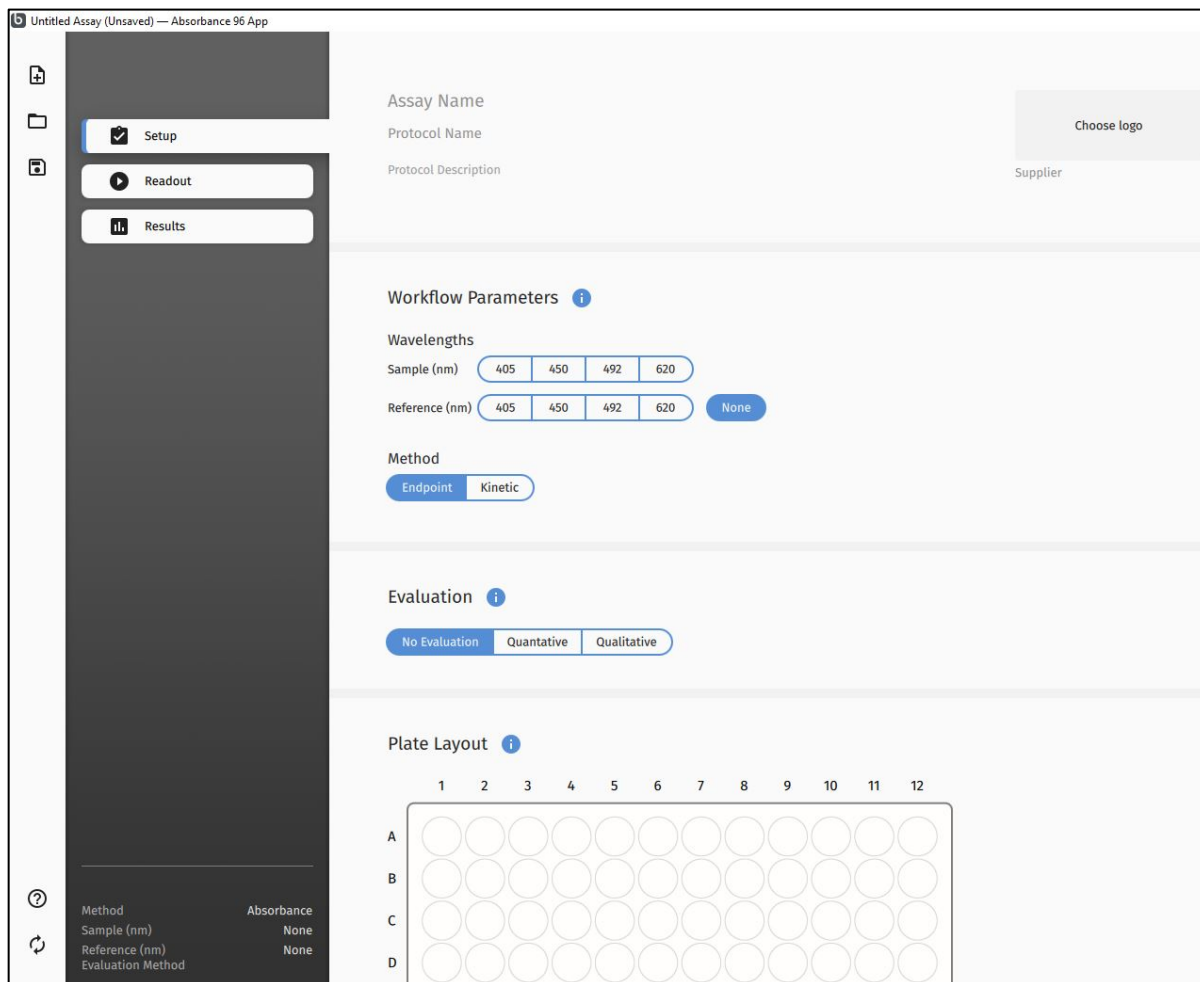 Untitled Assay (Unsaved) — Absorbance 96 App
Setup
Readout
Results
Method Absorbance
Sample (nm) None
Reference (nm) None
Evaluation Method
Assay Name
Protocol Name
Protocol Description
Choose logo
Supplier
Workflow Parameters
Wavelengths
Sample (nm) 405 450 492 620
Reference (nm) 405 450 492 620 None
Method
Endpoint Kinetic
Evaluation
No Evaluation Quantative Qualitative
Plate Layout
1 2 3 4 5 6 7 8 9 10 11 12
A
B
C
D